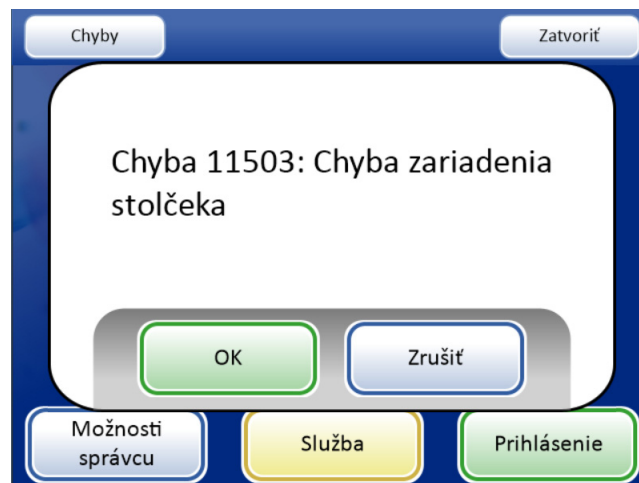 Chyby
Zatvoriť
Chyba 11503: Chyba zariadenia
stolčeka
OK
Zrušiť
Možnosti
správcu
Služba
Prihlásenie